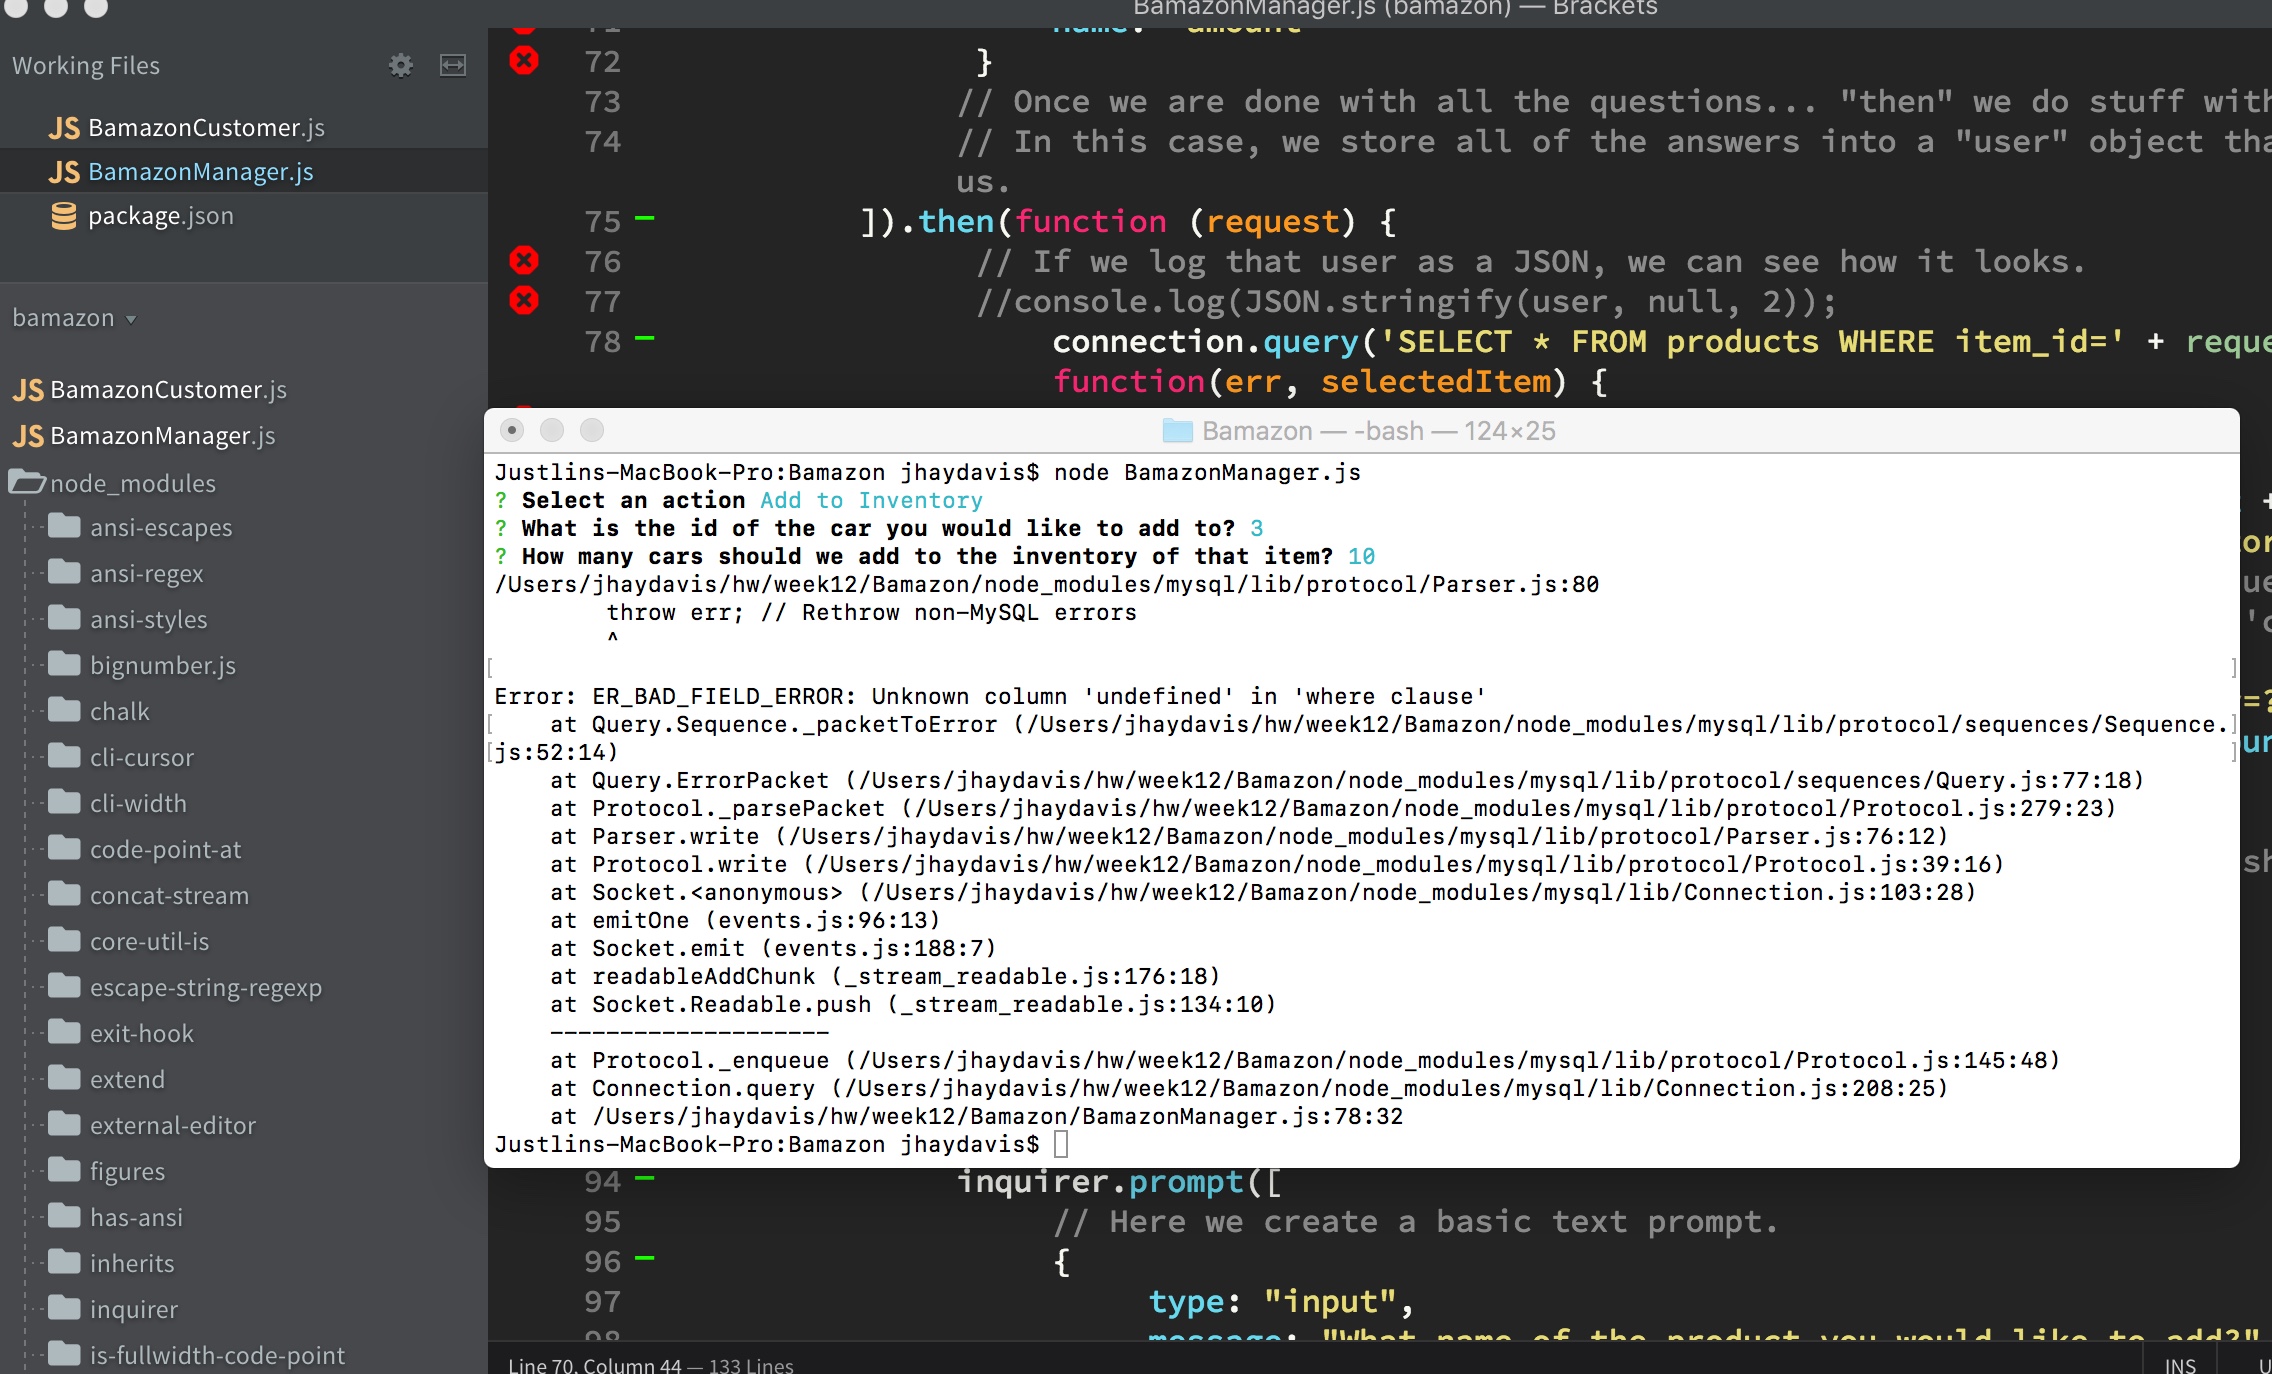 BamazonManager.js (bamazon) — Brackets
Working Files
JS BamazonCustomer.js
JS BamazonManager.js
package.json
bamazon
JS BamazonCustomer.js
JS BamazonManager.js
node_modules
ansi-escapes
ansi-regex
ansi-styles
bignumber.js
chalk
cli-cursor
cli-width
code-point-at
concat-stream
core-util-is
escape-string-regexp
exit-hook
extend
external-editor
figures
has-ansi
inherits
inquirer
is-fullwidth-code-point
71 name: "amount"
72 }
73 // Once we are done with all the questions... "then" we do stuff with
74 // In this case, we store all of the answers into a "user" object
us.
75 ]).then(function (request) {
76 // If we log that user as a JSON, we can see how it looks.
77 //console.log(JSON.stringify(user, null, 2));
78 connection.query('SELECT * FROM products WHERE item_id=' +
function(err, selectedItem) {
Bamazon — -bash — 124×25
Justlins-MacBook-Pro:Bamazon jhaydavis$ node BamazonManager.js
? Select an action Add to Inventory
? What is the id of the car you would like to add to? 3
? How many cars should we add to the inventory of that item? 10
/Users/jhaydavis/hw/week12/Bamazon/node_modules/mysql/lib/protocol/Parser.js:80
throw err; // Rethrow non-MySQL errors
^
[ ]
Error: ER_BAD_FIELD_ERROR: Unknown column 'undefined' in 'where clause'
[ at Query.Sequence._packetToError (/Users/jhaydavis/hw/week12/Bamazon/node_modules/mysql/lib/protocol/sequences/Sequence.]
[js:52:14) ]
at Query.ErrorPacket (/Users/jhaydavis/hw/week12/Bamazon/node_modules/mysql/lib/protocol/sequences/Query.js:77:18)
at Protocol._parsePacket (/Users/jhaydavis/hw/week12/Bamazon/node_modules/mysql/lib/protocol/Protocol.js:279:23)
at Parser.write (/Users/jhaydavis/hw/week12/Bamazon/node_modules/mysql/lib/protocol/Parser.js:76:12)
at Protocol.write (/Users/jhaydavis/hw/week12/Bamazon/node_modules/mysql/lib/protocol/Protocol.js:39:16)
at Socket.<anonymous> (/Users/jhaydavis/hw/week12/Bamazon/node_modules/mysql/lib/Connection.js:103:28)
at emitOne (events.js:96:13)
at Socket.emit (events.js:188:7)
at readableAddChunk (_stream_readable.js:176:18)
at Socket.Readable.push (_stream_readable.js:134:10)
--------------------
at Protocol._enqueue (/Users/jhaydavis/hw/week12/Bamazon/node_modules/mysql/lib/protocol/Protocol.js:145:48)
at Connection.query (/Users/jhaydavis/hw/week12/Bamazon/node_modules/mysql/lib/Connection.js:208:25)
at /Users/jhaydavis/hw/week12/Bamazon/BamazonManager.js:78:32
Justlins-MacBook-Pro:Bamazon jhaydavis$
94 inquirer.prompt([
95 // Here we create a basic text prompt.
96 {
97 type: "input",
98 message: "What name of the product you would like to add?"
Line 70, Column 44 — 133 Lines
INS